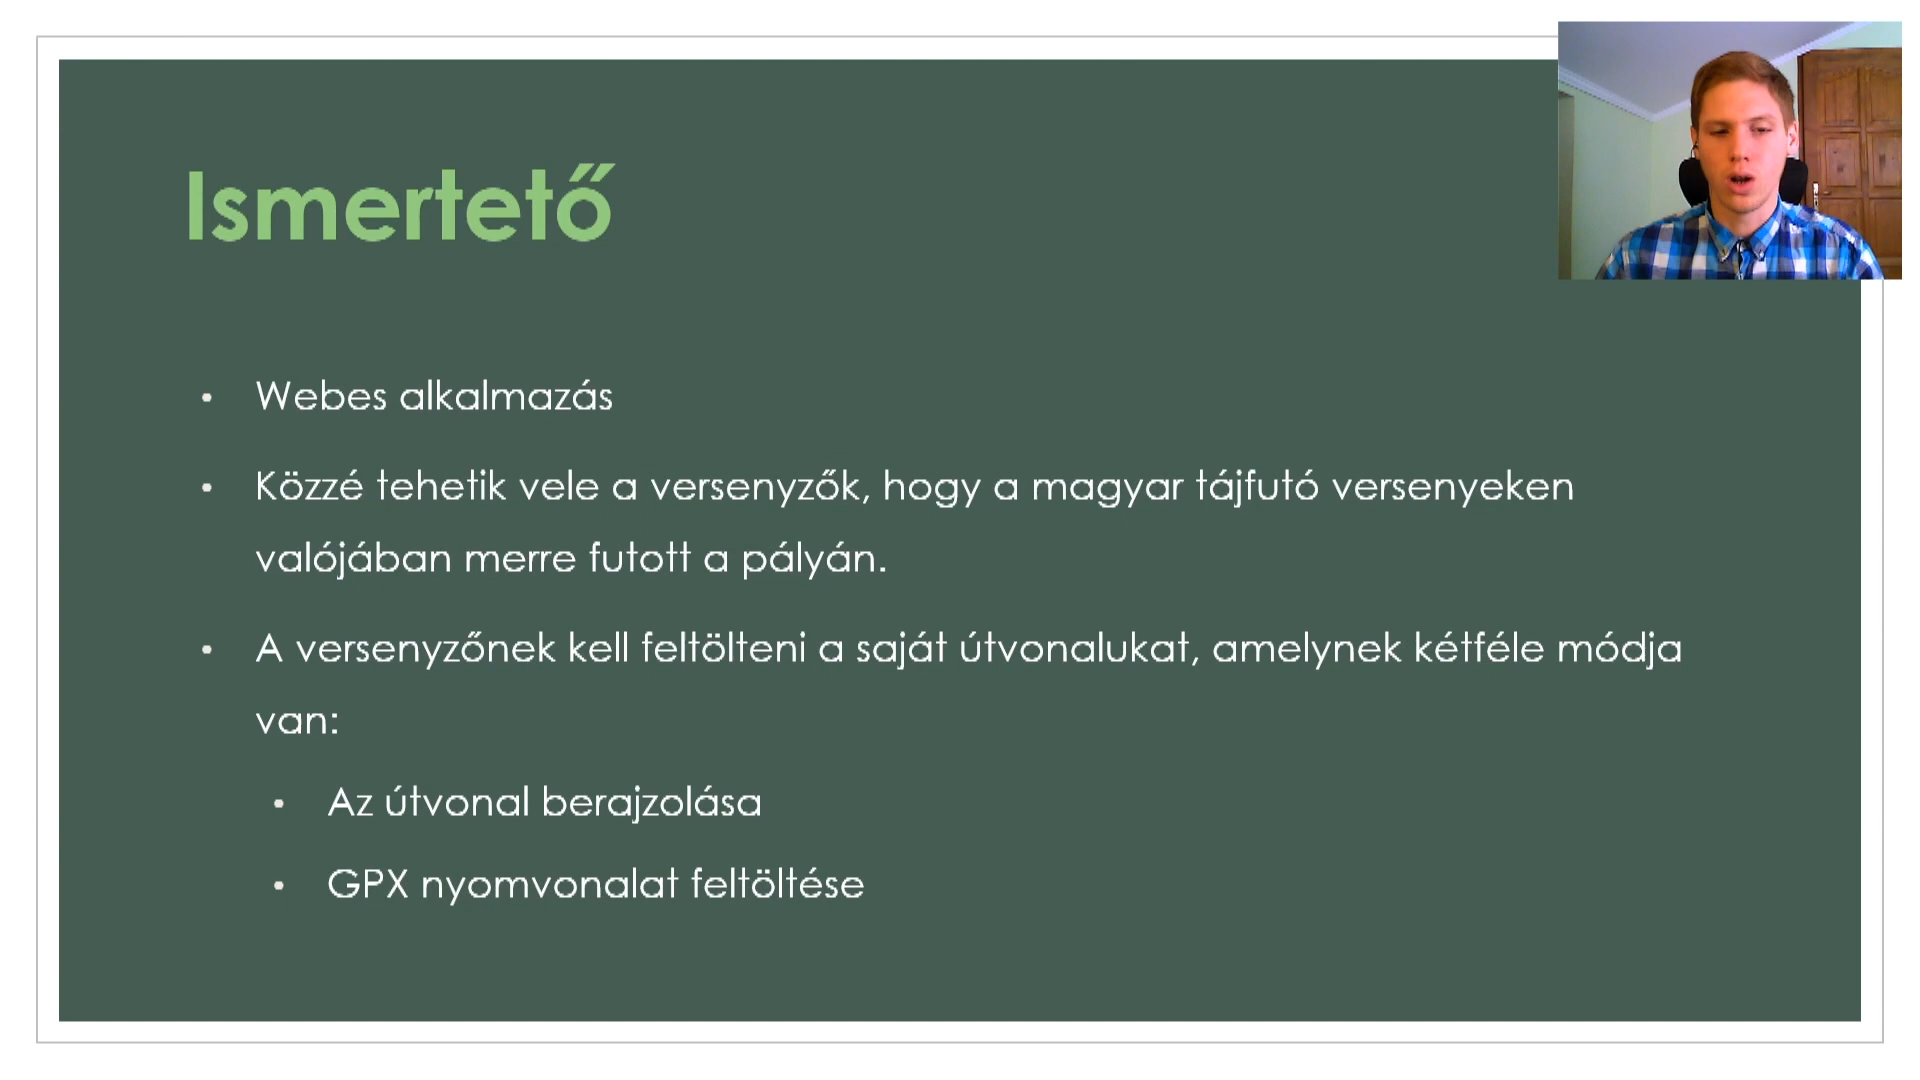 Ismertető
• Webes alkalmazás
• Közzé tehetik vele a versenyzők, hogy a magyar tájfutó versenyeken
valójában merre futott a pályán.
• A versenyzőnek kell feltölteni a saját útvonalukat, amelynek kétféle módja
van:
• Az útvonal berajzolása
• GPX nyomvonalat feltöltése